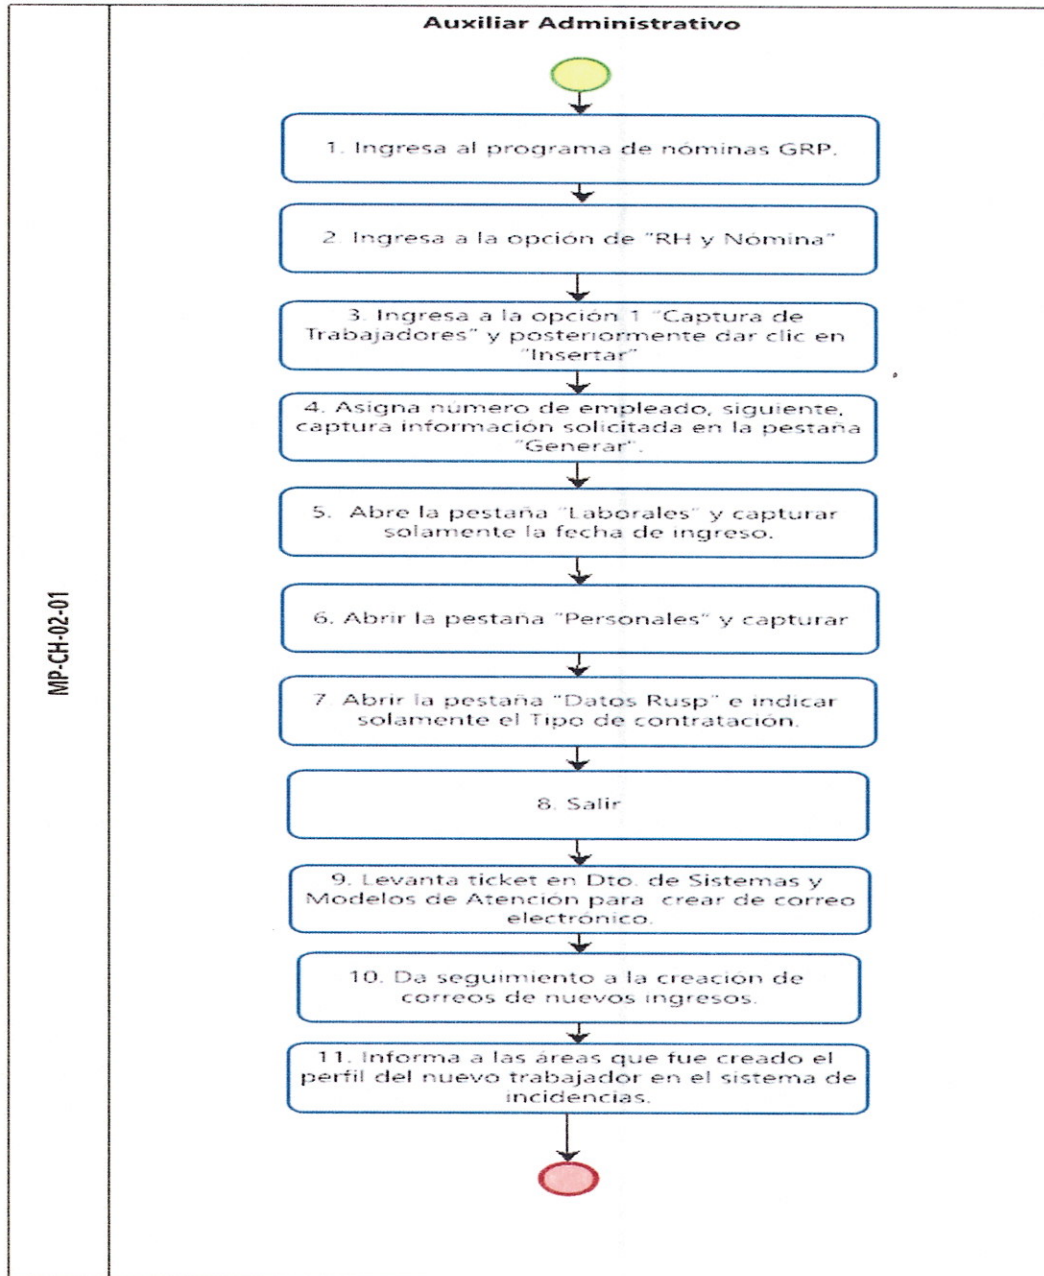 Auxiliar Administrativo
1. Ingresa al programa de nóminas GRP.
2. Ingresa a la opción de "RH y Nómina"
3. Ingresa a la opción 1 "Captura de
Trabajadores" y posteriormente dar clic en
"Insertar"
4. Asigna número de empleado, siguiente,
captura información solicitada en la pestaña
"Generar".
5. Abre la pestaña "Laborales" y capturar
solamente la fecha de ingreso.
6. Abrir la pestaña "Personales" y capturar
7. Abrir la pestaña "Datos Rusp" e indicar
solamente el Tipo de contratación.
8. Salir
9. Levanta ticket en Dto. de Sistemas y
Modelos de Atención para crear de correo
electrónico.
10. Da seguimiento a la creación de
correos de nuevos ingresos.
11. Informa a las áreas que fue creado el
perfil del nuevo trabajador en el sistema de
incidencias.
MP-CH-02-01